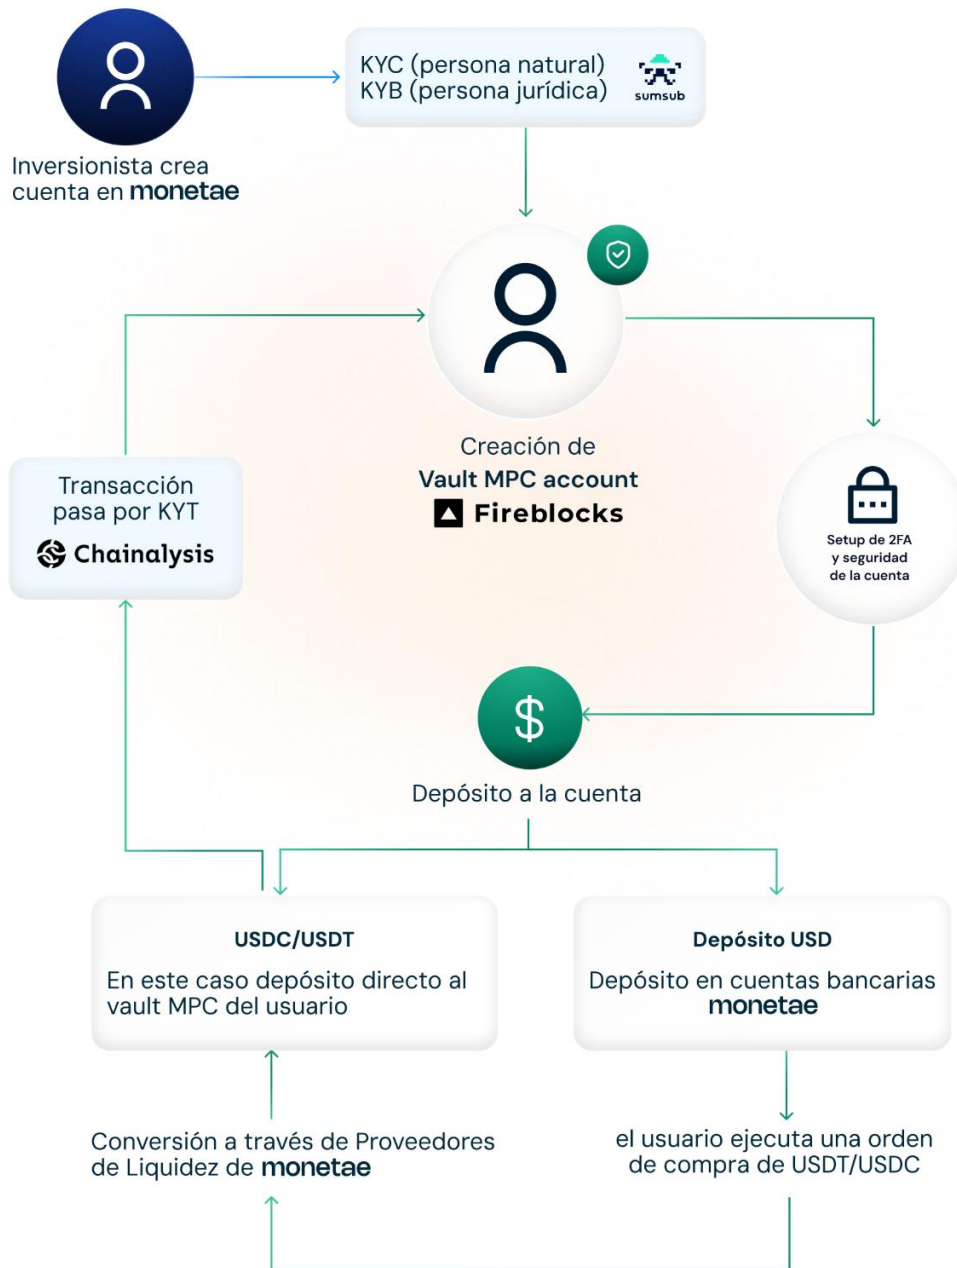 KYC (persona natural)
KYB (persona jurídica)
sumsub
Inversionista crea
cuenta en monetae
Creación de
Vault MPC account
Fireblocks
Transacción
pasa por KYT
Chainalysis
Setup de 2FA
y seguridad
de la cuenta
$
Depósito a la cuenta
USDC/USDT
En este caso depósito directo al
vault MPC del usuario
Depósito USD
Depósito en cuentas bancarias
monetae
Conversión a través de Proveedores
de Liquidez de monetae
el usuario ejecuta una orden
de compra de USDT/USDC